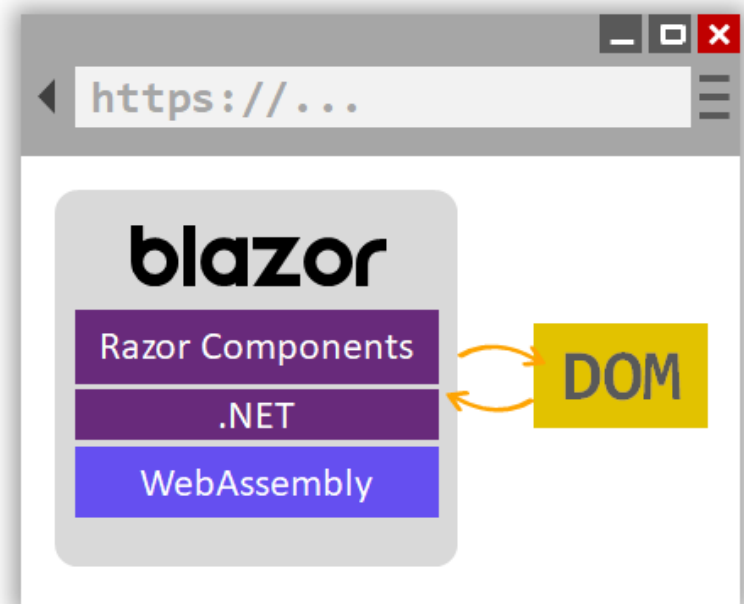 https://...
blazor
Razor Components
.NET
WebAssembly
DOM